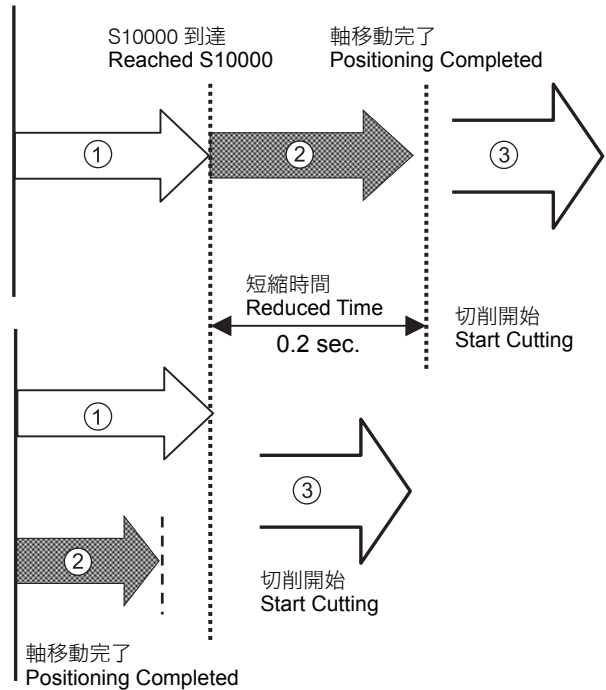 S10000 到達
Reached S10000
軸移動完了
Positioning Completed
①
②
③
短縮時間
Reduced Time
0.2 sec.
切削開始
Start Cutting
①
③
②
切削開始
Start Cutting
軸移動完了
Positioning Completed